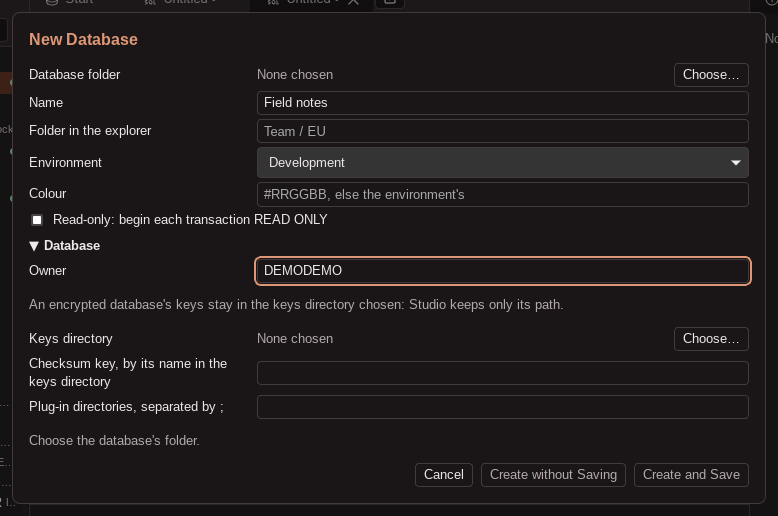 Start
Untitled
Untitled
New Database
Database folder
None chosen
Choose…
Name
Field notes
Folder in the explorer
Team / EU
Environment
Development
Colour
#RRGGBB, else the environment's
Read-only: begin each transaction READ ONLY
▼ Database
Owner
DEMODEMO
An encrypted database's keys stay in the keys directory chosen: Studio keeps only its path.
Keys directory
None chosen
Choose…
Checksum key, by its name in the
keys directory
Plug-in directories, separated by ;
Choose the database's folder.
Cancel
Create without Saving
Create and Save